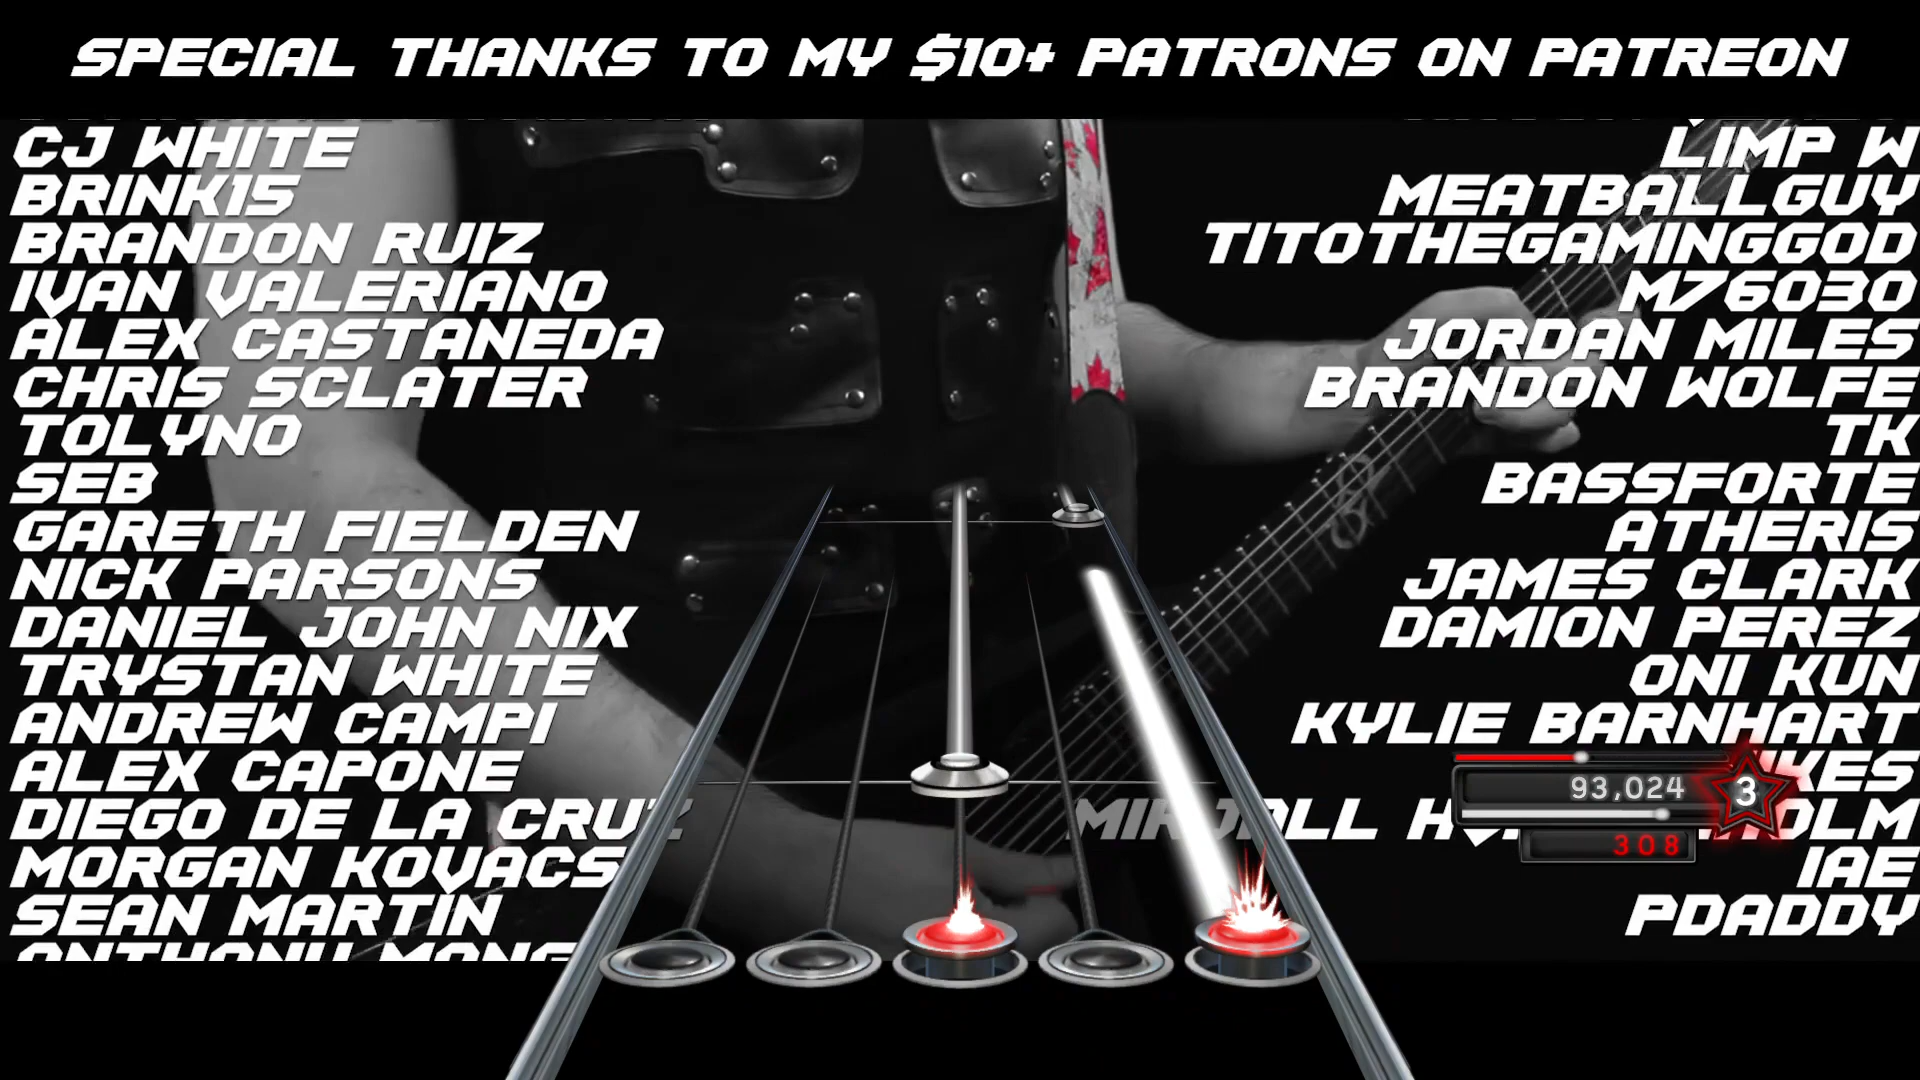 SPECIAL THANKS TO MY $10+ PATRONS ON PATREON
CJ WHITE
BRINK15
BRANDON RUIZ
IVAN VALERIANO
ALEX CASTANEDA
CHRIS SCLATER
TOLYNO
SEB
GARETH FIELDEN
NICK PARSONS
DANIEL JOHN NIX
TRYSTAN WHITE
ANDREW CAMPI
ALEX CAPONE
DIEGO DE LA CRUZ
MORGAN KOVACS
SEAN MARTIN
LIMP W
MEATBALLGUY
TITOTHEGAMINGGOD
M76030
JORDAN MILES
BRANDON WOLFE
TK
BASSFORTE
ATHERIS
JAMES CLARK
DAMION PEREZ
ONI KUN
KYLIE BARNHART
IAE
PDADDY
93,024
3
308